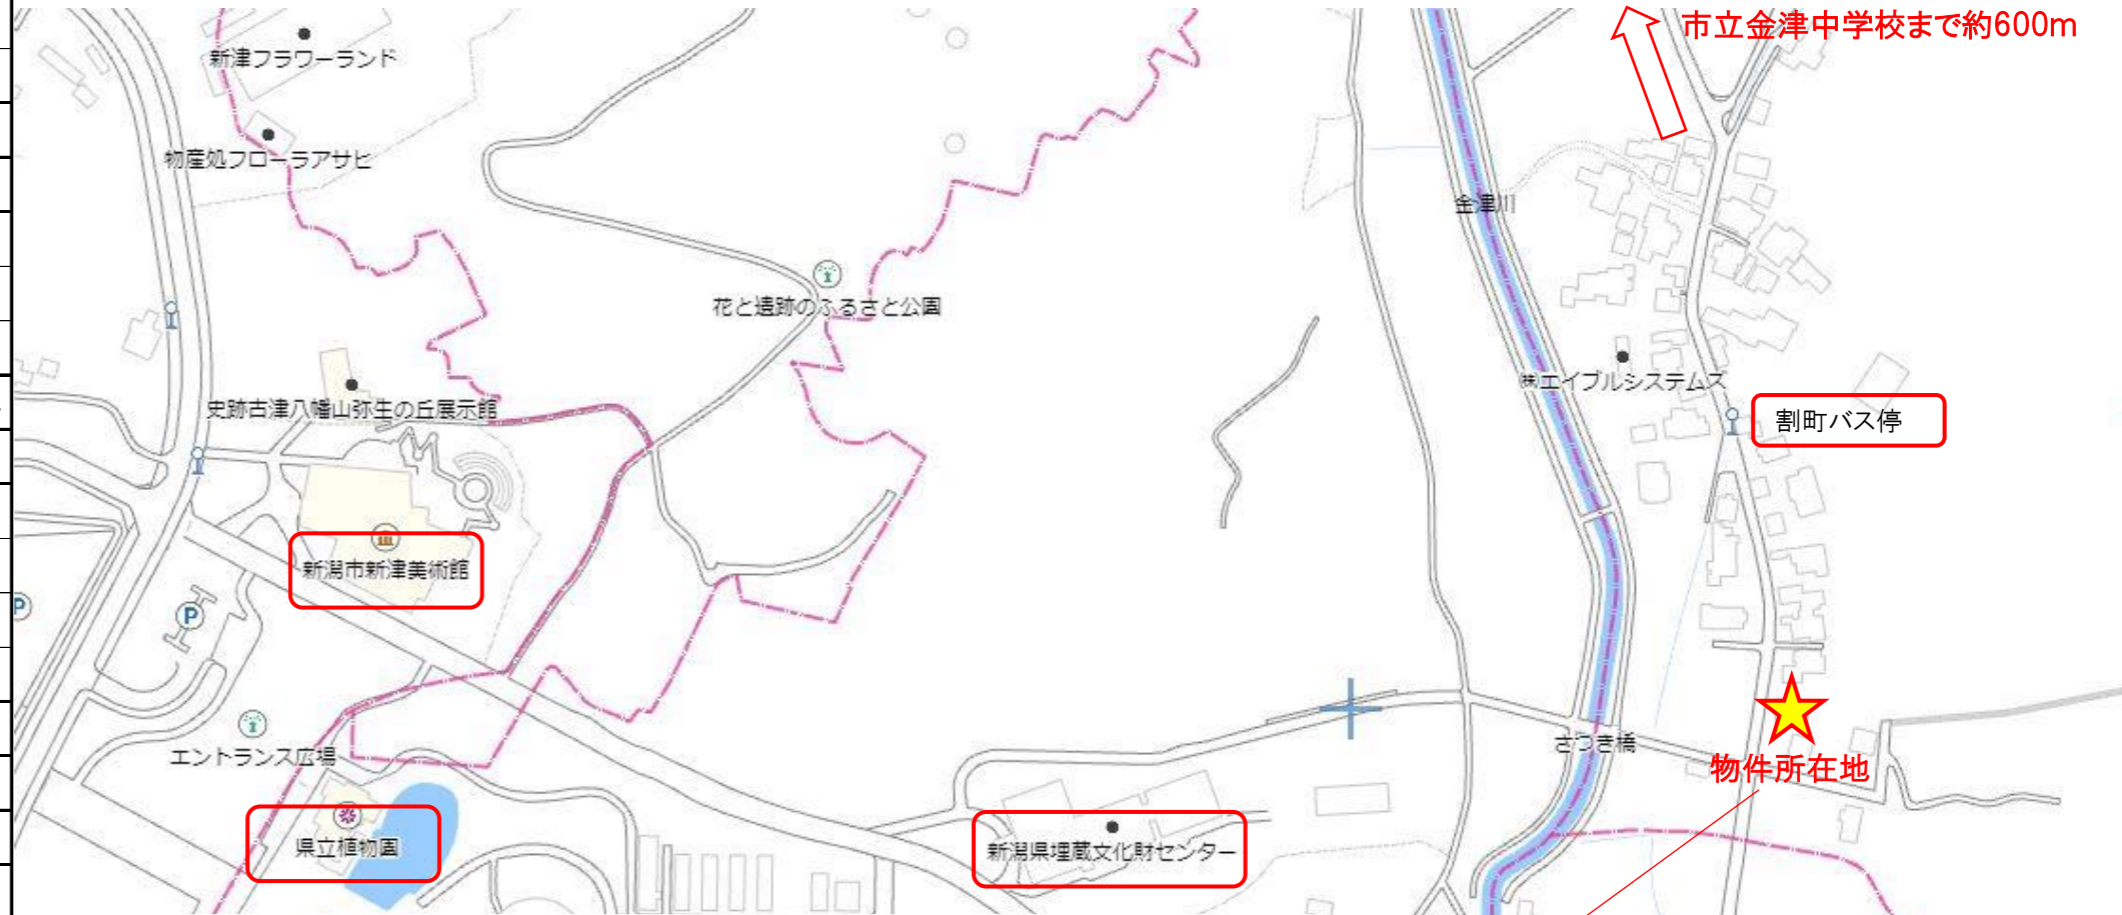 市立金津中学校まで約600m
新津フラワーランド
物産処フローラアサヒ
金津川
花と遺跡のふるさと公園
㈱エイブルシステムズ
史跡古津八幡山弥生の丘展示館
割町バス停
新潟市新津美術館
P
P
エントランス広場
さつき橋
物件所在地
県立植物園
新潟県埋蔵文化財センター